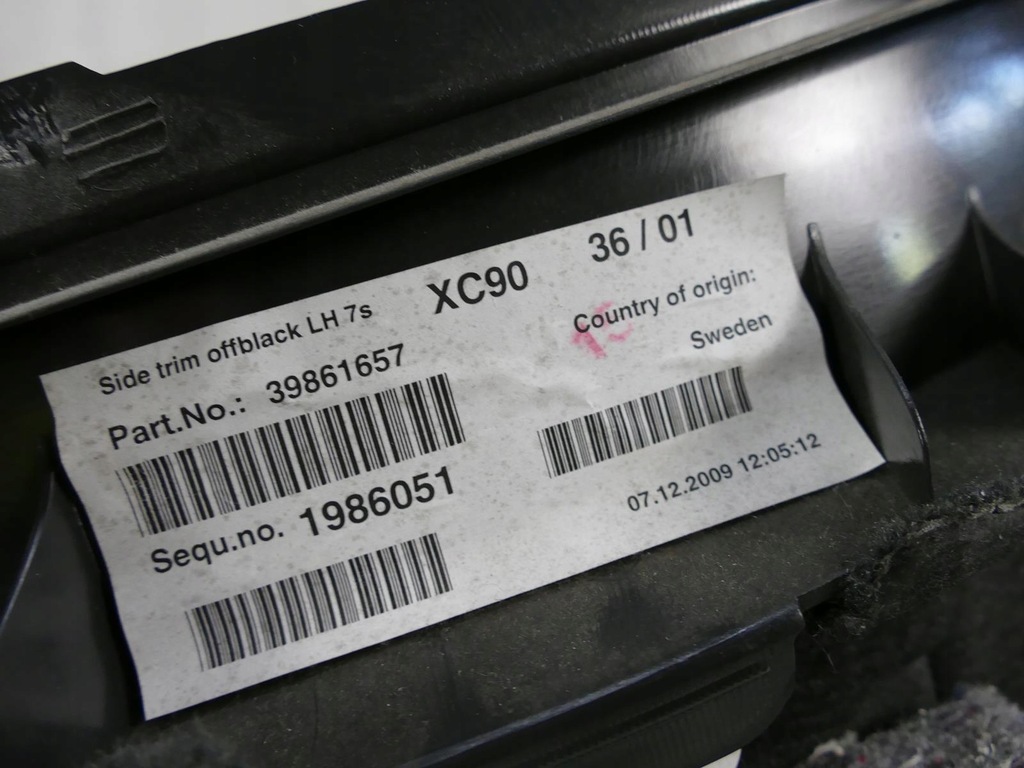 Side trim offblack LH 7s XC90 36 / 01
Part.No.: 39861657
Country of origin:
Sweden
Sequ.no. 1986051
07.12.2009 12:05:12